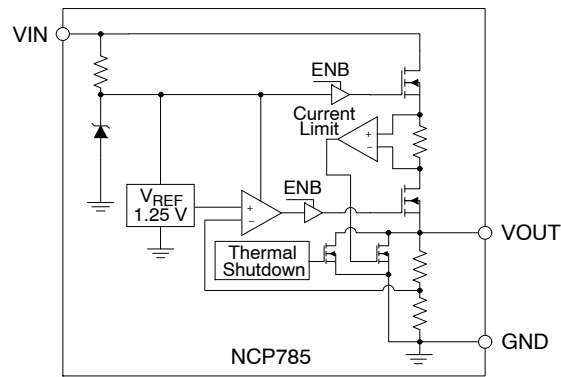 VIN
ENB
Current
Limit
+
−
ENB
VREF
1.25 V
+
−
VOUT
Thermal
Shutdown
GND
NCP785